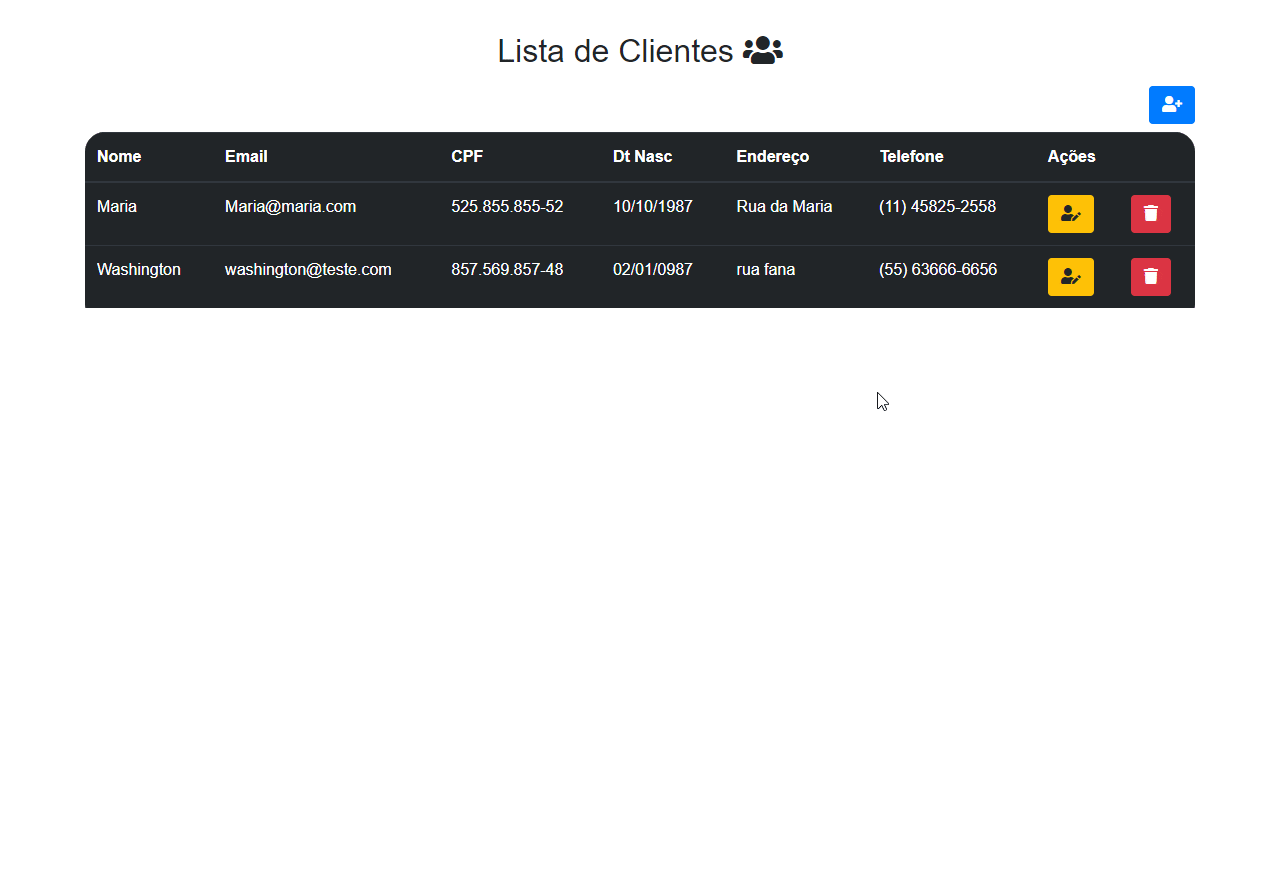 Lista de Clientes
Nome Email CPF Dt Nasc Endereço Telefone Ações
Maria Maria@maria.com 525.855.855-52 10/10/1987 Rua da Maria (11) 45825-2558
Washington washington@teste.com 857.569.857-48 02/01/0987 rua fana (55) 63666-6656